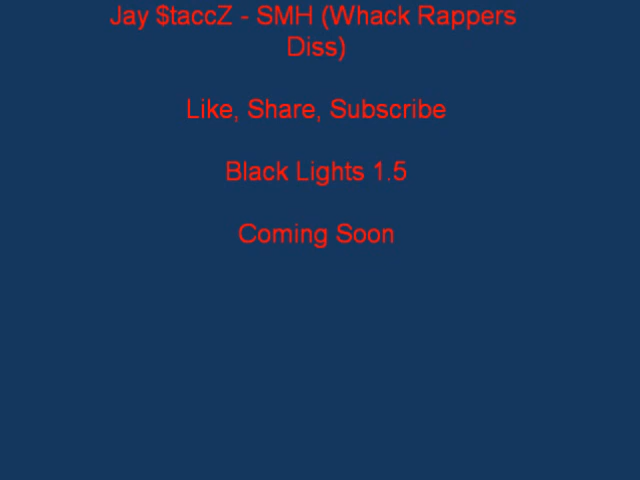 Jay $taccZ - SMH (Whack Rappers
Diss)
Like, Share, Subscribe
Black Lights 1.5
Coming Soon